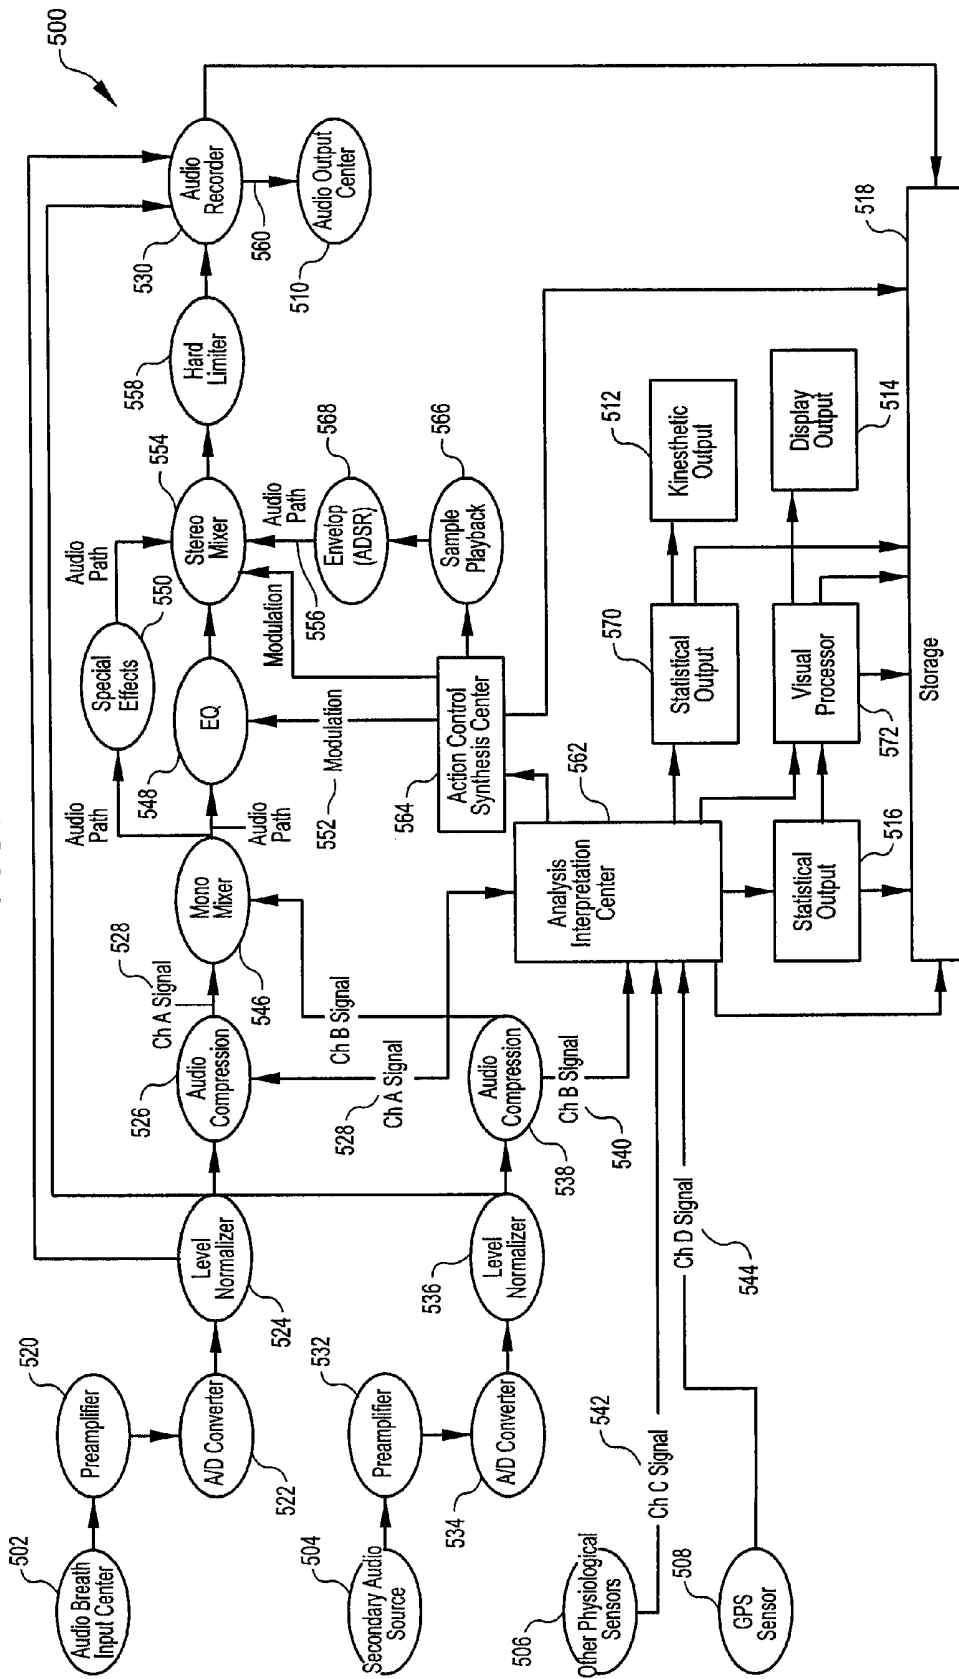 500
502
Audio Breath
Input Center
520
Preamplifier
A/D Converter
522
Level
Normalizer
524
526
Audio
Compression
528
Ch A Signal
Mono
Mixer
546
Audio
Path
Audio Path
548
EQ
Special
Effects
550
Audio
Path
554
Stereo
Mixer
558
Hard
Limiter
530
Audio
Recorder
560
Audio Output
Center
510
504
Secondary Audio
Source
532
Preamplifier
A/D Converter
534
536
Level
Normalizer
Audio
Compression
538
Ch B Signal
528
Ch A Signal
Ch B Signal
540
552
Modulation
Modulation
Audio
Path
556
Envelop
(ADSR)
568
Sample
Playback
566
564
Action Control
Synthesis Center
562
Analysis
Interpretation
Center
506
Other Physiological
Sensors
Ch C Signal
542
508
GPS
Sensor
Ch D Signal
544
570
Statistical
Output
Kinesthetic
Output
512
Visual
Processor
572
Display
Output
514
Statistical
Output
516
Storage
518